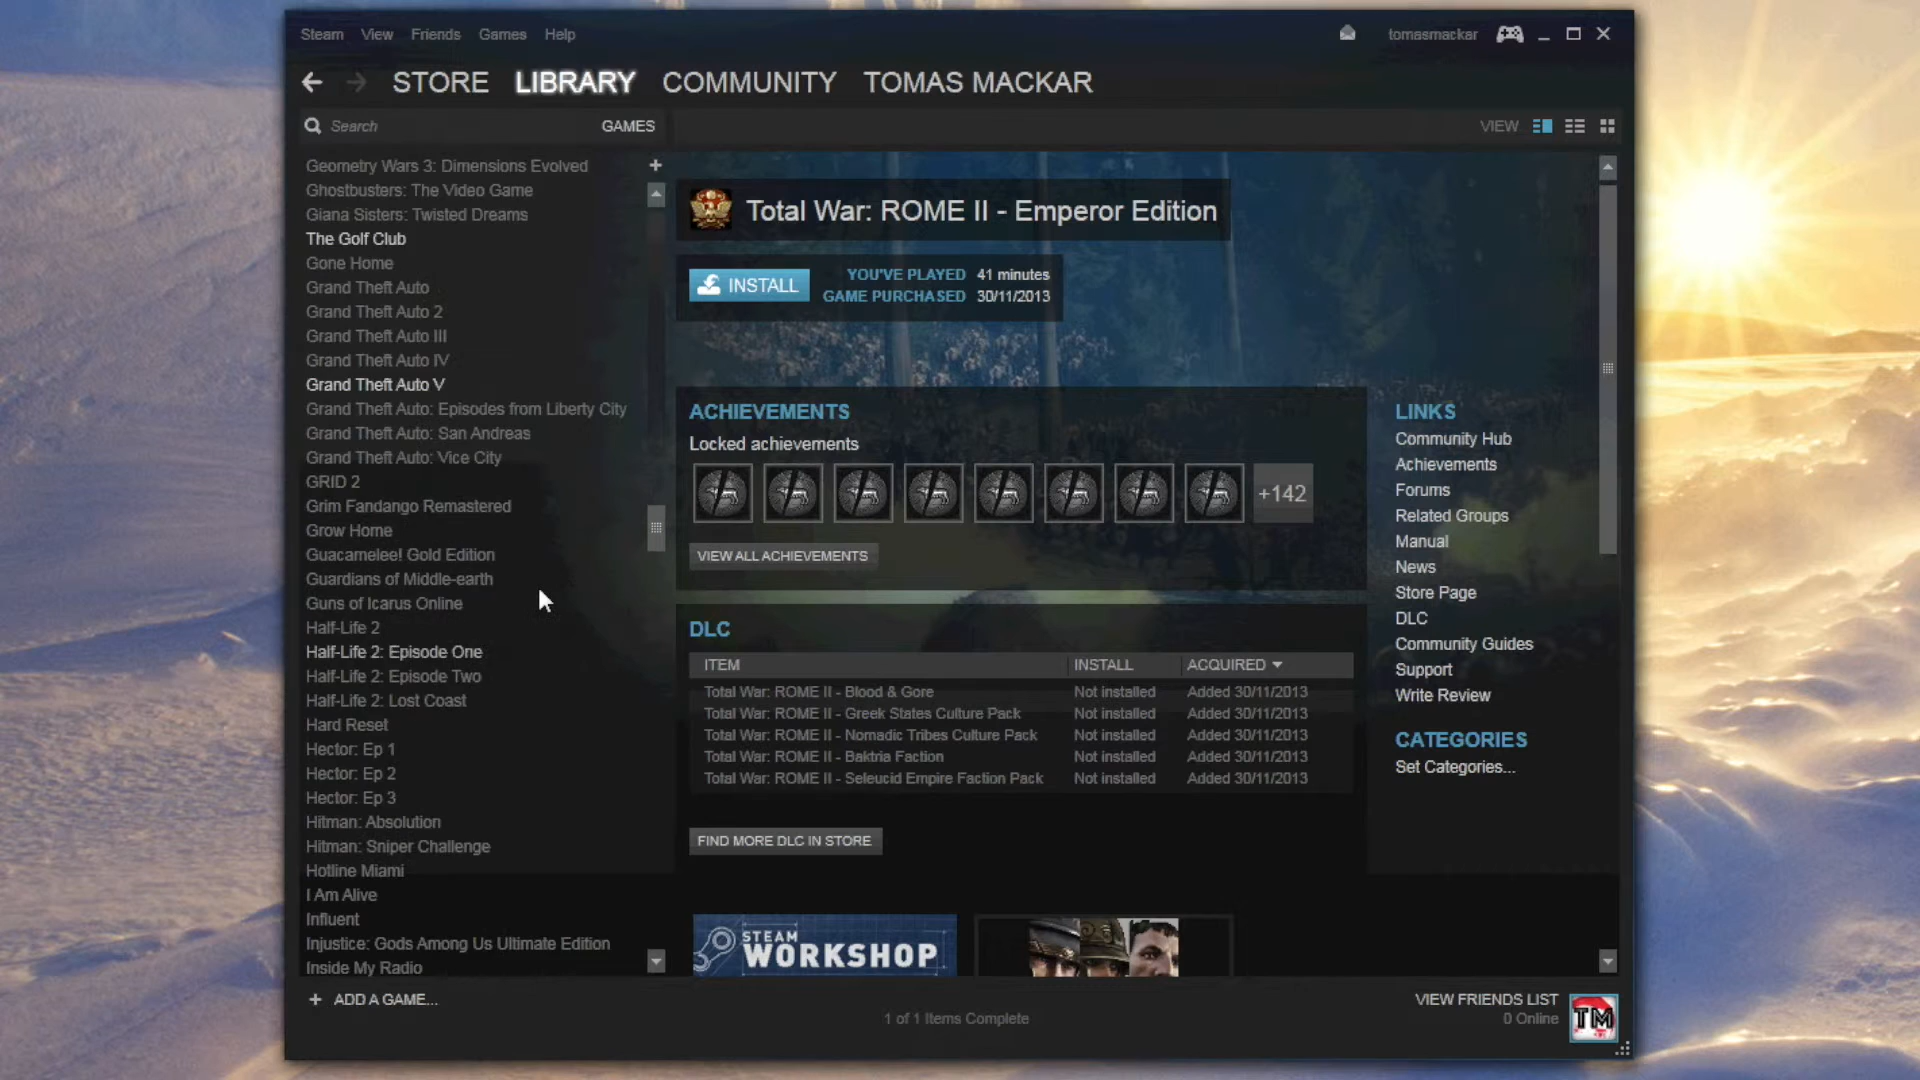 Steam View Friends Games Help
tomasmackar
STORE LIBRARY COMMUNITY TOMAS MACKAR
Search GAMES
VIEW
Geometry Wars 3: Dimensions Evolved
Ghostbusters: The Video Game
Giana Sisters: Twisted Dreams
The Golf Club
Gone Home
Grand Theft Auto
Grand Theft Auto 2
Grand Theft Auto III
Grand Theft Auto IV
Grand Theft Auto V
Grand Theft Auto: Episodes from Liberty City
Grand Theft Auto: San Andreas
Grand Theft Auto: Vice City
GRID 2
Grim Fandango Remastered
Grow Home
Guacamelee! Gold Edition
Guardians of Middle-earth
Guns of Icarus Online
Half-Life 2
Half-Life 2: Episode One
Half-Life 2: Episode Two
Half-Life 2: Lost Coast
Hard Reset
Hector: Ep 1
Hector: Ep 2
Hector: Ep 3
Hitman: Absolution
Hitman: Sniper Challenge
Hotline Miami
I Am Alive
Influent
Injustice: Gods Among Us Ultimate Edition
Inside My Radio
+ ADD A GAME...
Total War: ROME II - Emperor Edition
INSTALL
YOU'VE PLAYED 41 minutes
GAME PURCHASED 30/11/2013
ACHIEVEMENTS
Locked achievements
+142
VIEW ALL ACHIEVEMENTS
DLC
ITEM INSTALL ACQUIRED
Total War: ROME II - Blood & Gore Not installed Added 30/11/2013
Total War: ROME II - Greek States Culture Pack Not installed Added 30/11/2013
Total War: ROME II - Nomadic Tribes Culture Pack Not installed Added 30/11/2013
Total War: ROME II - Baktria Faction Not installed Added 30/11/2013
Total War: ROME II - Seleucid Empire Faction Pack Not installed Added 30/11/2013
FIND MORE DLC IN STORE
STEAM
WORKSHOP
LINKS
Community Hub
Achievements
Forums
Related Groups
Manual
News
Store Page
DLC
Community Guides
Support
Write Review
CATEGORIES
Set Categories...
1 of 1 Items Complete
VIEW FRIENDS LIST
0 Online
TM